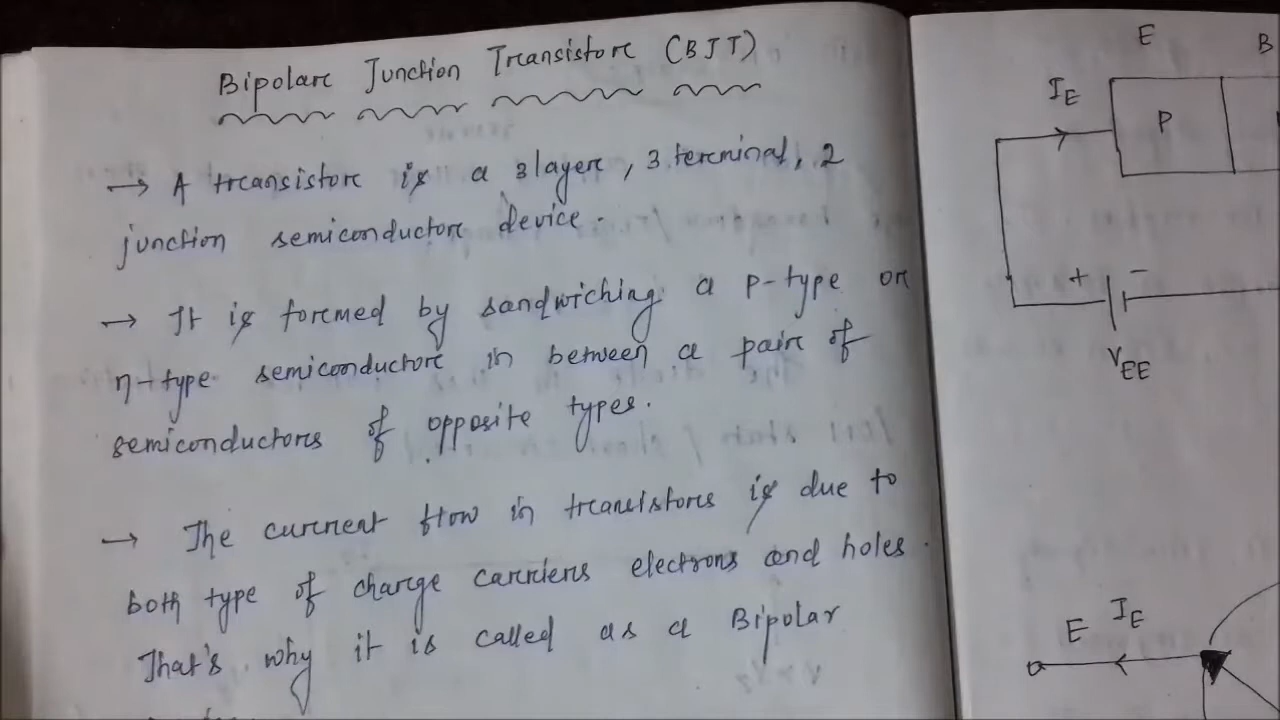 Bipolar Junction Transistor (BJT)
→ A transistor is a 3 layer, 3 terminal, 2
junction semiconductor device.
→ It is formed by sandwiching a p-type or
n-type semiconductor in between a pair of
semiconductors of opposite types.
→ The current flow in transistors is due to
both type of charge carriers electrons and holes.
That's why it is called as a Bipolar
E B
IE
P
+ -
VEE
E IE